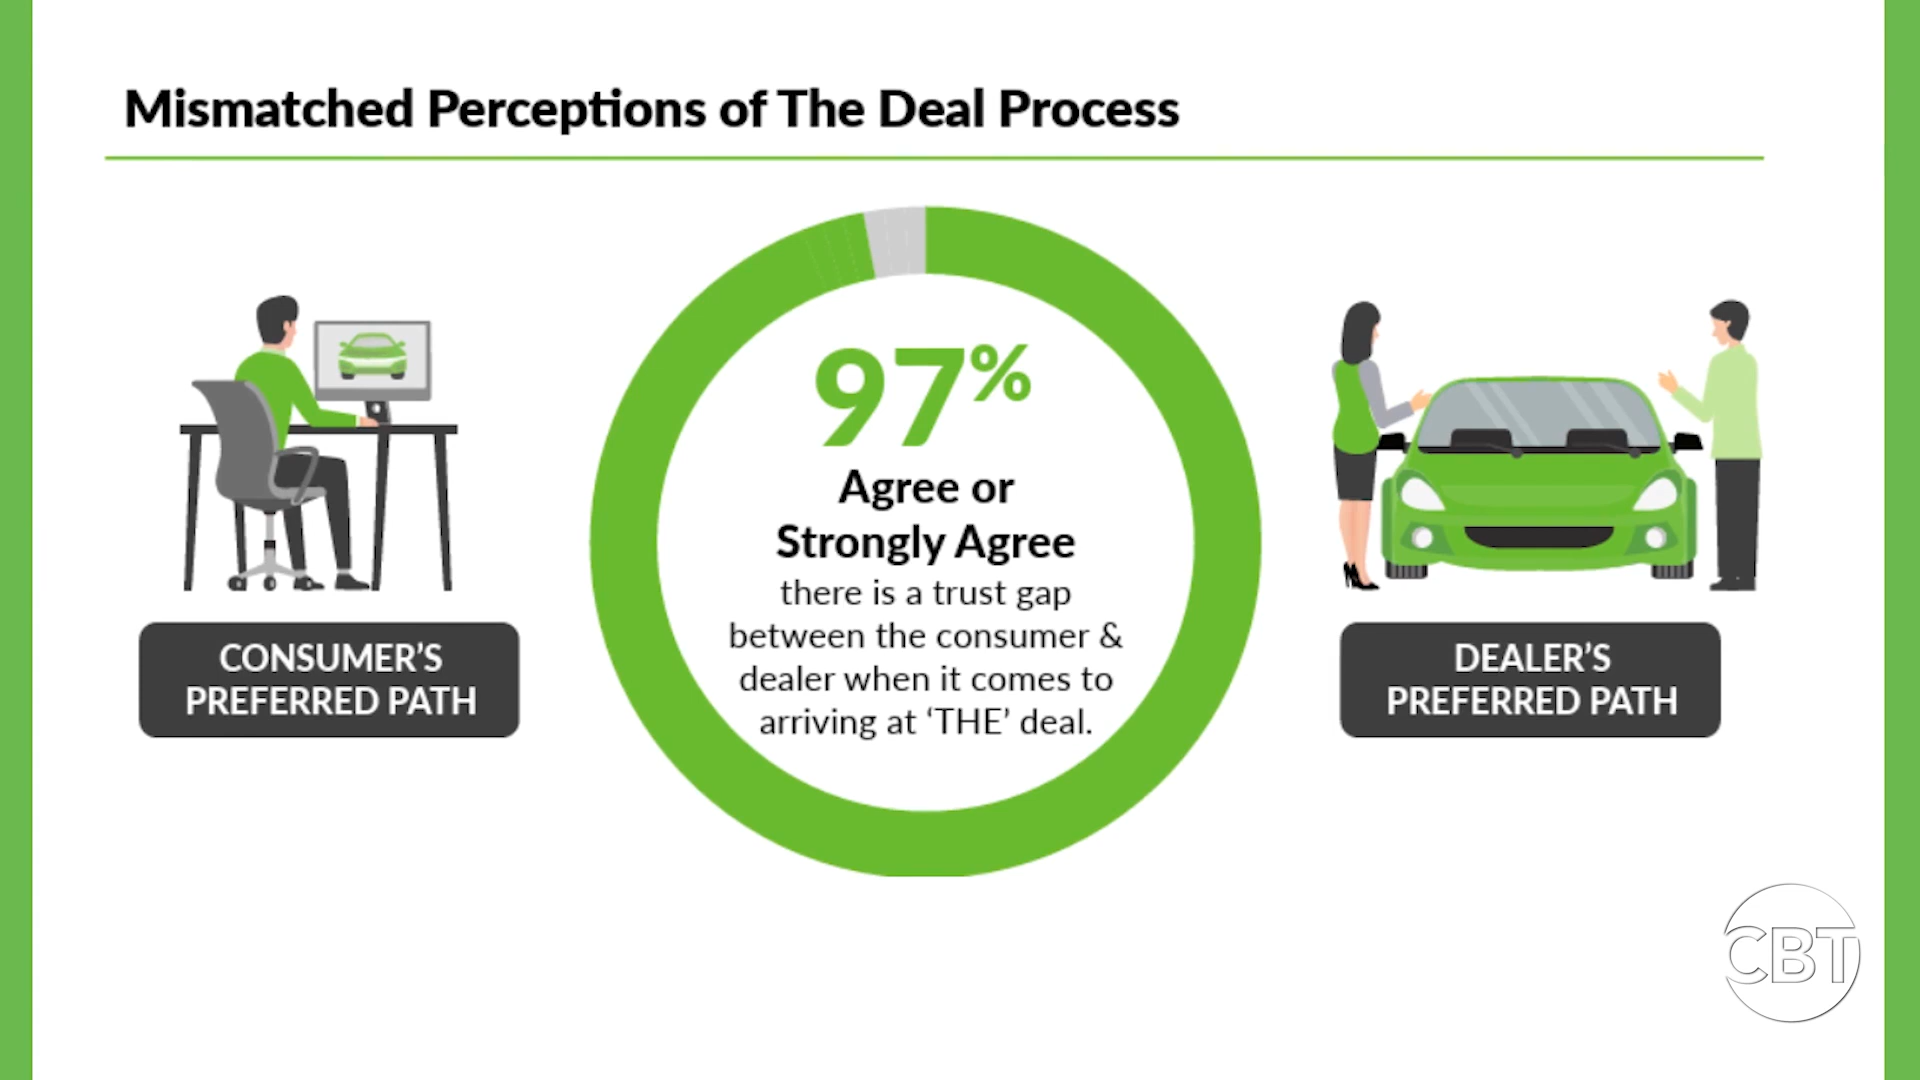 Mismatched Perceptions of The Deal Process
97%
Agree or
Strongly Agree
there is a trust gap
between the consumer &
dealer when it comes to
arriving at ‘THE’ deal.
CONSUMER’S
PREFERRED PATH
DEALER’S
PREFERRED PATH
CBT